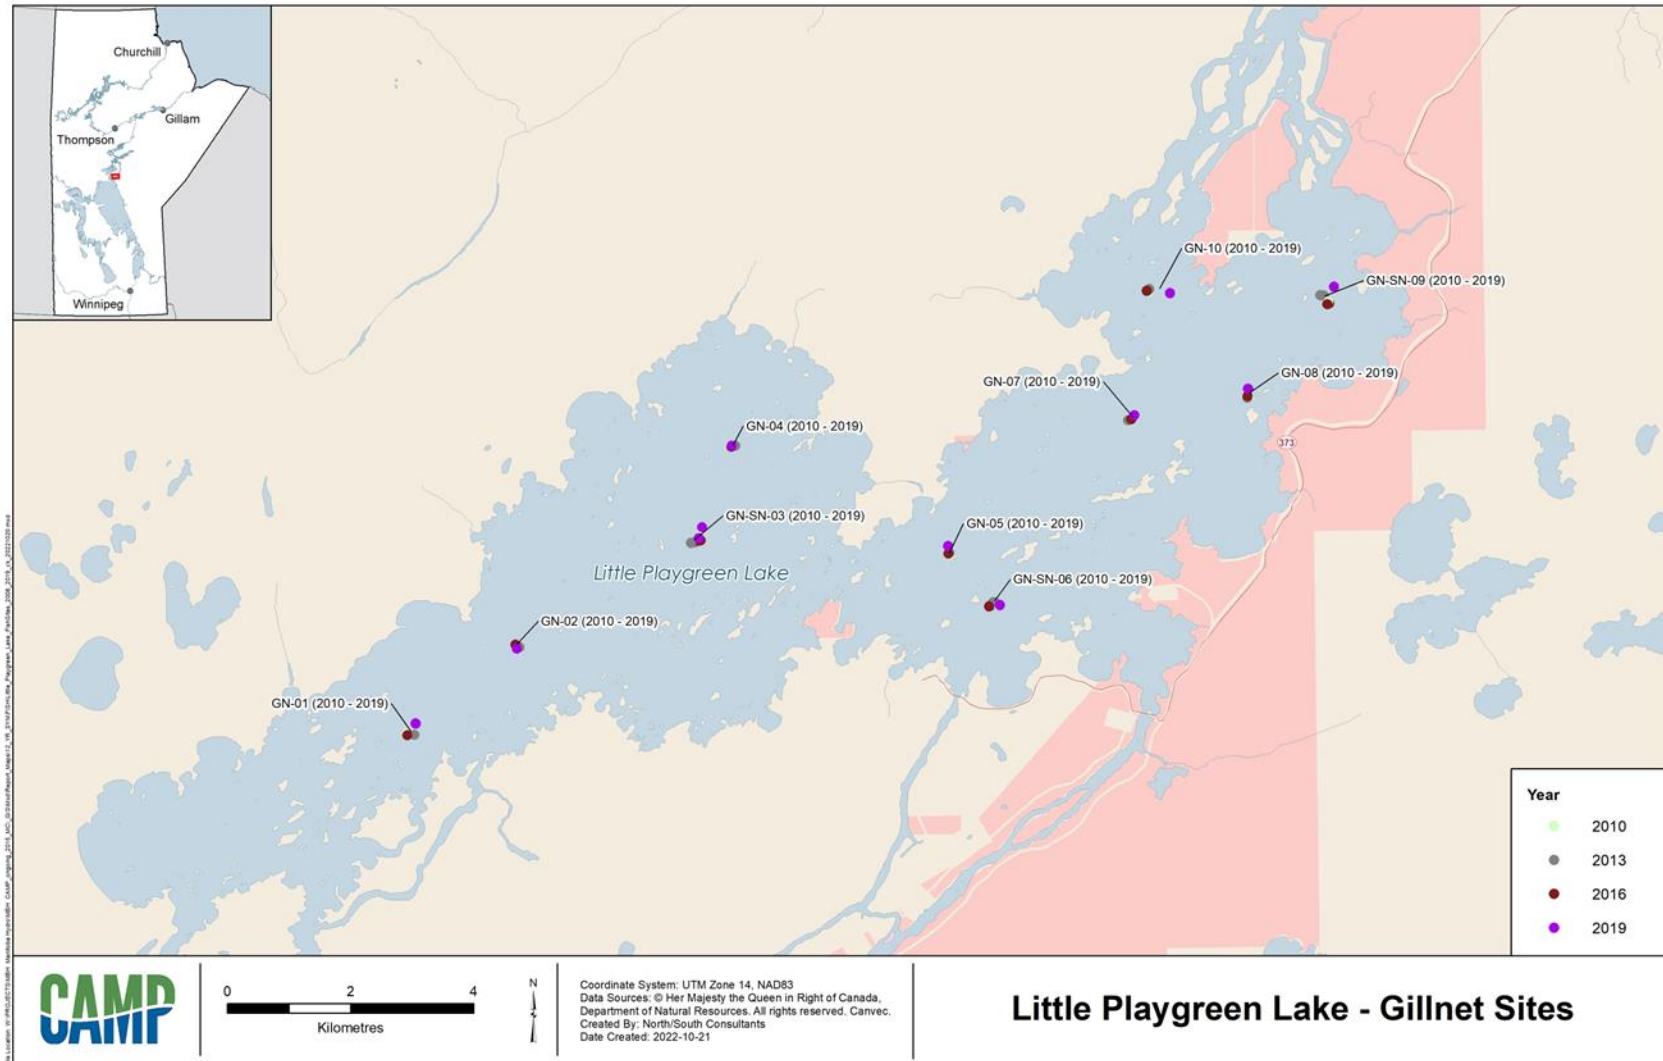 Churchill
Gillam
Thompson
Winnipeg
GN-10 (2010 - 2019)
GN-SN-09 (2010 - 2019)
GN-08 (2010 - 2019)
GN-07 (2010 - 2019)
373
GN-04 (2010 - 2019)
GN-SN-03 (2010 - 2019)
GN-05 (2010 - 2019)
Little Playgreen Lake
GN-SN-06 (2010 - 2019)
GN-02 (2010 - 2019)
GN-01 (2010 - 2019)
Year
2010
2013
2016
2019
CAMP
0 2 4
Kilometres
N
Coordinate System: UTM Zone 14, NAD83
Data Sources: © Her Majesty the Queen in Right of Canada,
Department of Natural Resources. All rights reserved. Canvec.
Created By: North/South Consultants
Date Created: 2022-10-21
Little Playgreen Lake - Gillnet Sites